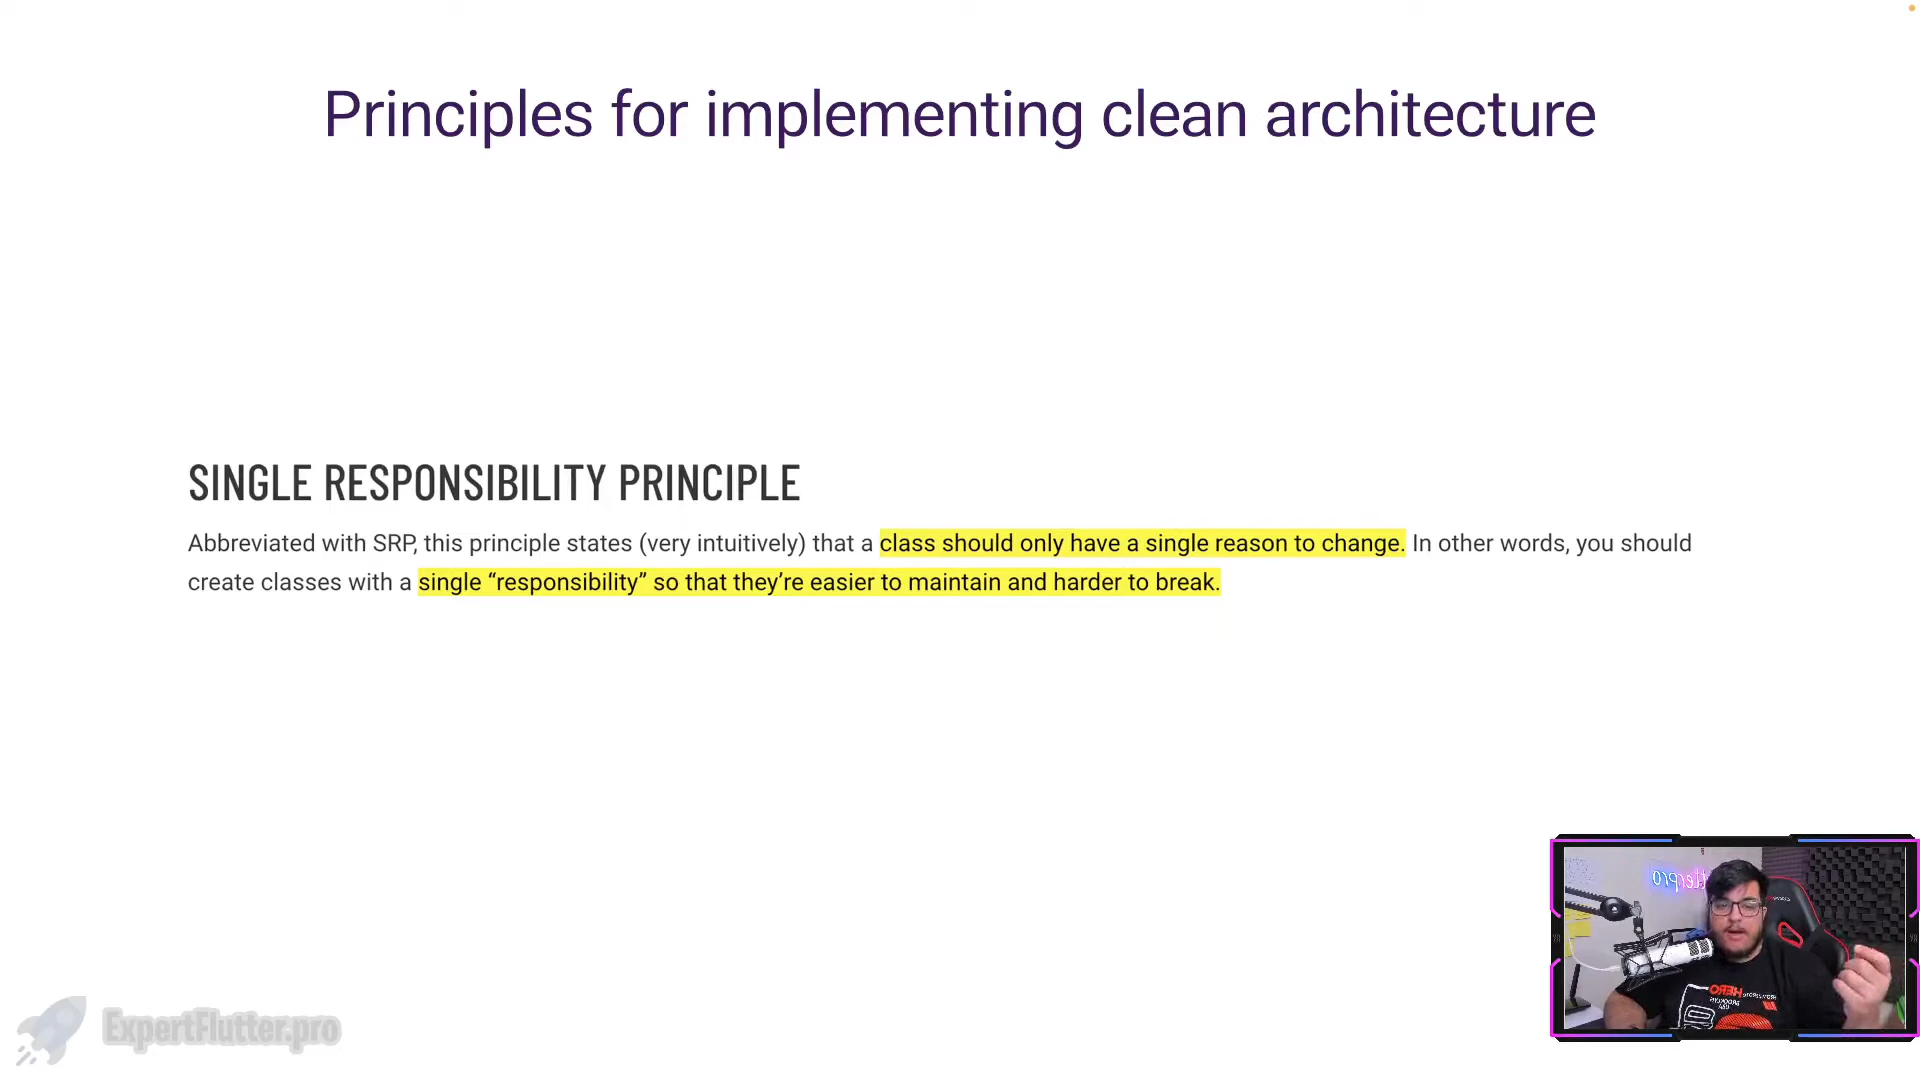 Principles for implementing clean architecture
SINGLE RESPONSIBILITY PRINCIPLE
Abbreviated with SRP, this principle states (very intuitively) that a class should only have a single reason to change. In other words, you should
create classes with a single “responsibility” so that they’re easier to maintain and harder to break.
HERO
BROOKLYN
ExpertFlutter.pro